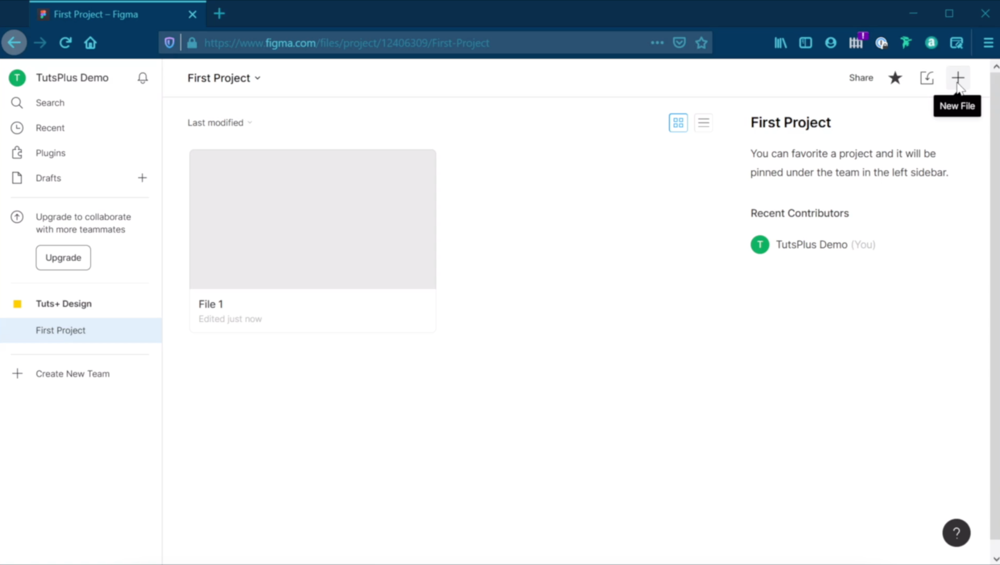 First Project – Figma
https://www.figma.com/files/project/12406309/First-Project
T TutsPlus Demo
Search
Recent
Plugins
Drafts
Upgrade to collaborate
with more teammates
Upgrade
Tuts+ Design
First Project
Create New Team
First Project
Share
New File
Last modified
File 1
Edited just now
First Project
You can favorite a project and it will be
pinned under the team in the left sidebar.
Recent Contributors
T TutsPlus Demo (You)
?